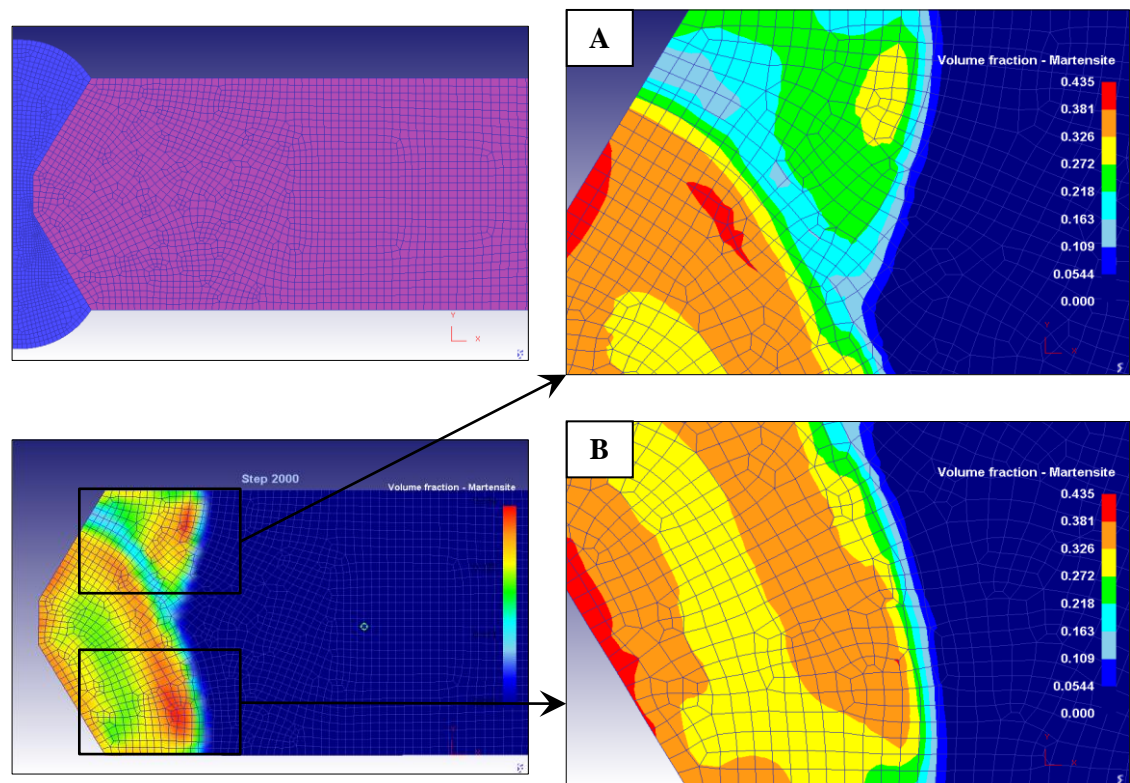 Y
X
A
Volume fraction - Martensite
0.435
0.381
0.326
0.272
0.218
0.163
0.109
0.0544
0.000
Y
X
Step 2000
Volume fraction - Martensite
X
B
Volume fraction - Martensite
0.435
0.381
0.326
0.272
0.218
0.163
0.109
0.0544
0.000
Y
X